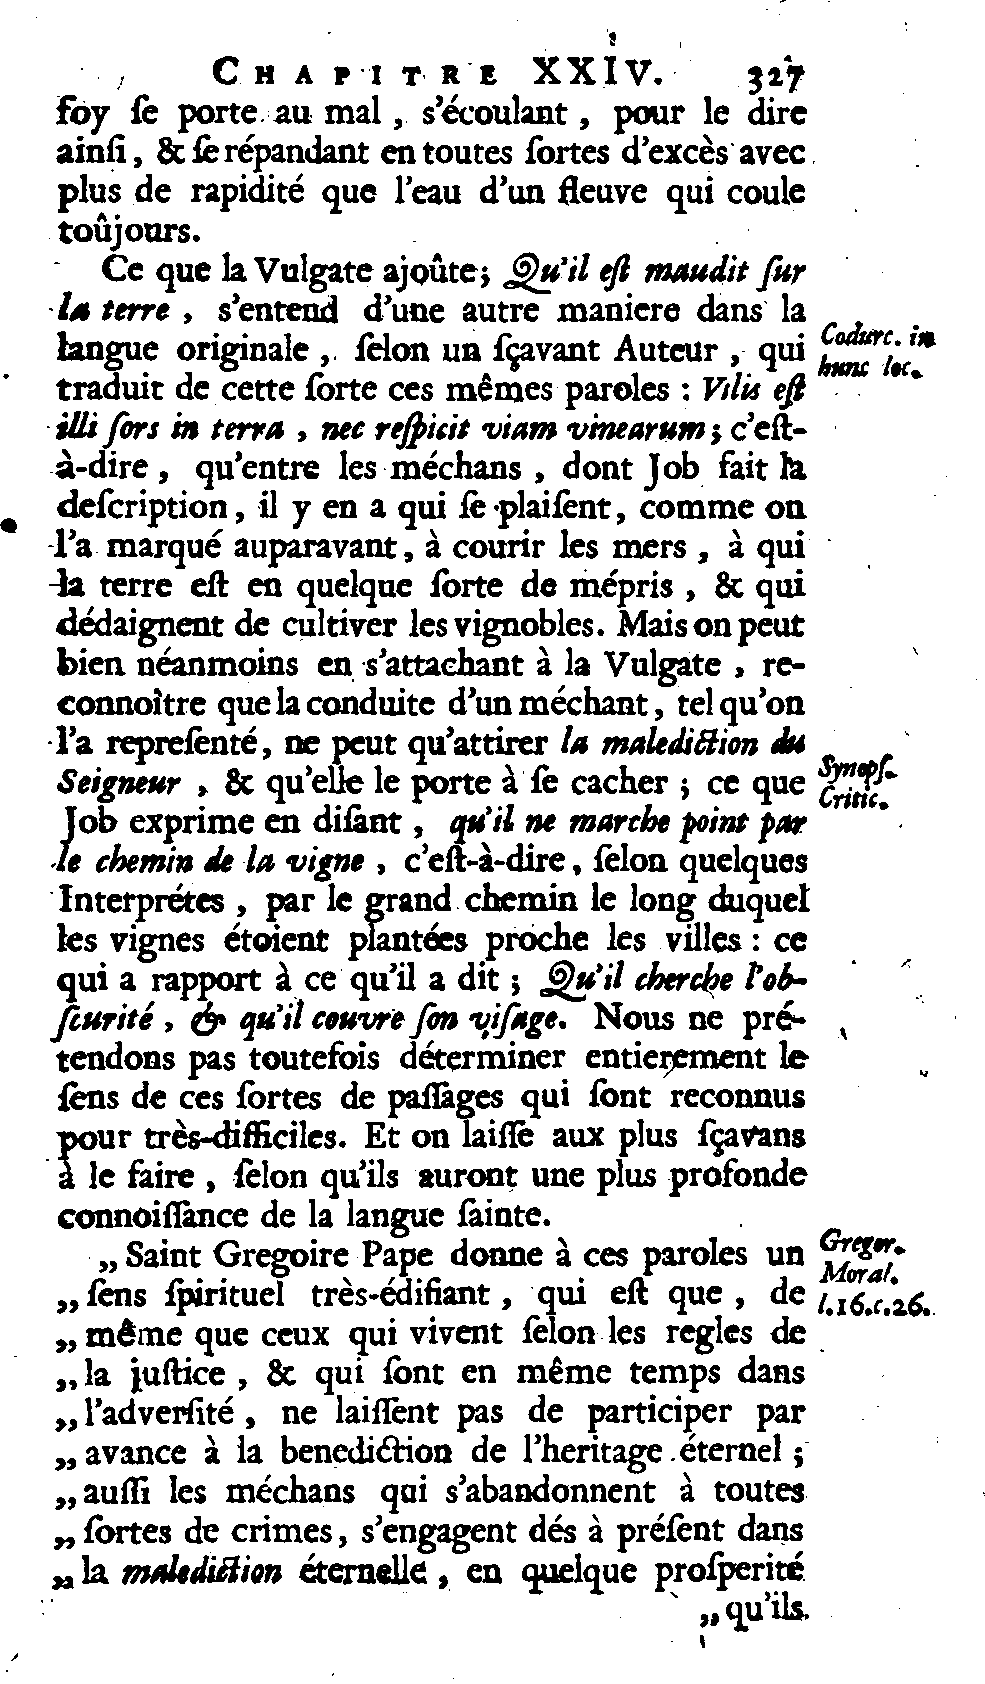 CHAPITRE XXIV. 327
foy ſe porte au mal, s'écoulant, pour le dire
ainſi, & ſe répandant en toutes ſortes d'excès avec
plus de rapidité que l'eau d'un fleuve qui coule
toûjours.
Ce que la Vulgate ajoûte; Qu'il eſt maudit ſur
la terre, s'entend d'une autre maniere dans la
langue originale, ſelon un ſçavant Auteur, qui
Codurc. in
hunc loc.
traduit de cette ſorte ces mêmes paroles : Vilis eſt
illi ſors in terra, nec reſpicit viam vinearum; c'eſt-
à-dire, qu'entre les méchans, dont Job fait la
deſcription, il y en a qui ſe plaiſent, comme on
l'a marqué auparavant, à courir les mers, à qui
la terre eſt en quelque ſorte de mépris, & qui
dédaignent de cultiver les vignobles. Mais on peut
bien néanmoins en s'attachant à la Vulgate, re-
connoître que la conduite d'un méchant, tel qu'on
l'a repreſenté, ne peut qu'attirer la malediction du
Seigneur, & qu'elle le porte à ſe cacher; ce que
Synopſ.
Critic.
Job exprime en diſant, qu'il ne marche point par
le chemin de la vigne, c'eſt-à-dire, ſelon quelques
Interprétes, par le grand chemin le long duquel
les vignes étoient plantées proche les villes : ce
qui a rapport à ce qu'il a dit; Qu'il cherche l'ob-
ſcurité, & qu'il couvre ſon viſage. Nous ne pré-
tendons pas toutefois déterminer entierement le
ſens de ces ſortes de paſſages qui ſont reconnus
pour très-difficiles. Et on laiſſe aux plus ſçavans
à le faire, ſelon qu'ils auront une plus profonde
connoiſſance de la langue ſainte.
„ Saint Gregoire Pape donne à ces paroles un
Gregor.
Moral.
l.16.c.26.
„ ſens ſpirituel très-édifiant, qui eſt que, de
„ même que ceux qui vivent ſelon les regles de
„ la juſtice, & qui ſont en même temps dans
„ l'adverſité, ne laiſſent pas de participer par
„ avance à la benediction de l'heritage éternel;
„ auſſi les méchans qui s'abandonnent à toutes
„ ſortes de crimes, s'engagent dés à préſent dans
„ la malediction éternelle, en quelque proſperité
„ qu'ils